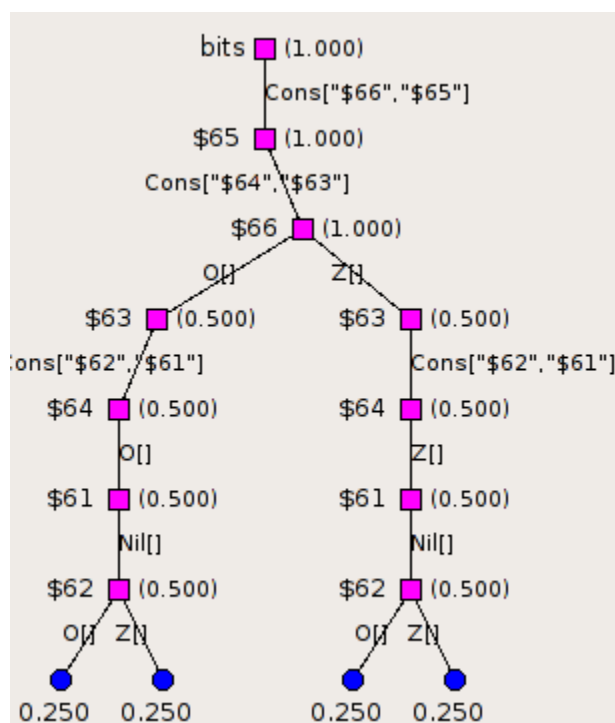 bits (1.000)
Cons["$66","$65"]
$65 (1.000)
Cons["$64","$63"]
$66 (1.000)
O[] Z[]
$63 (0.500) $63 (0.500)
ons["$62","$61"] Cons["$62","$61"]
$64 (0.500) $64 (0.500)
O[] Z[]
$61 (0.500) $61 (0.500)
Nil[] Nil[]
$62 (0.500) $62 (0.500)
O[] Z[] O[] Z[]
0.250 0.250 0.250 0.250